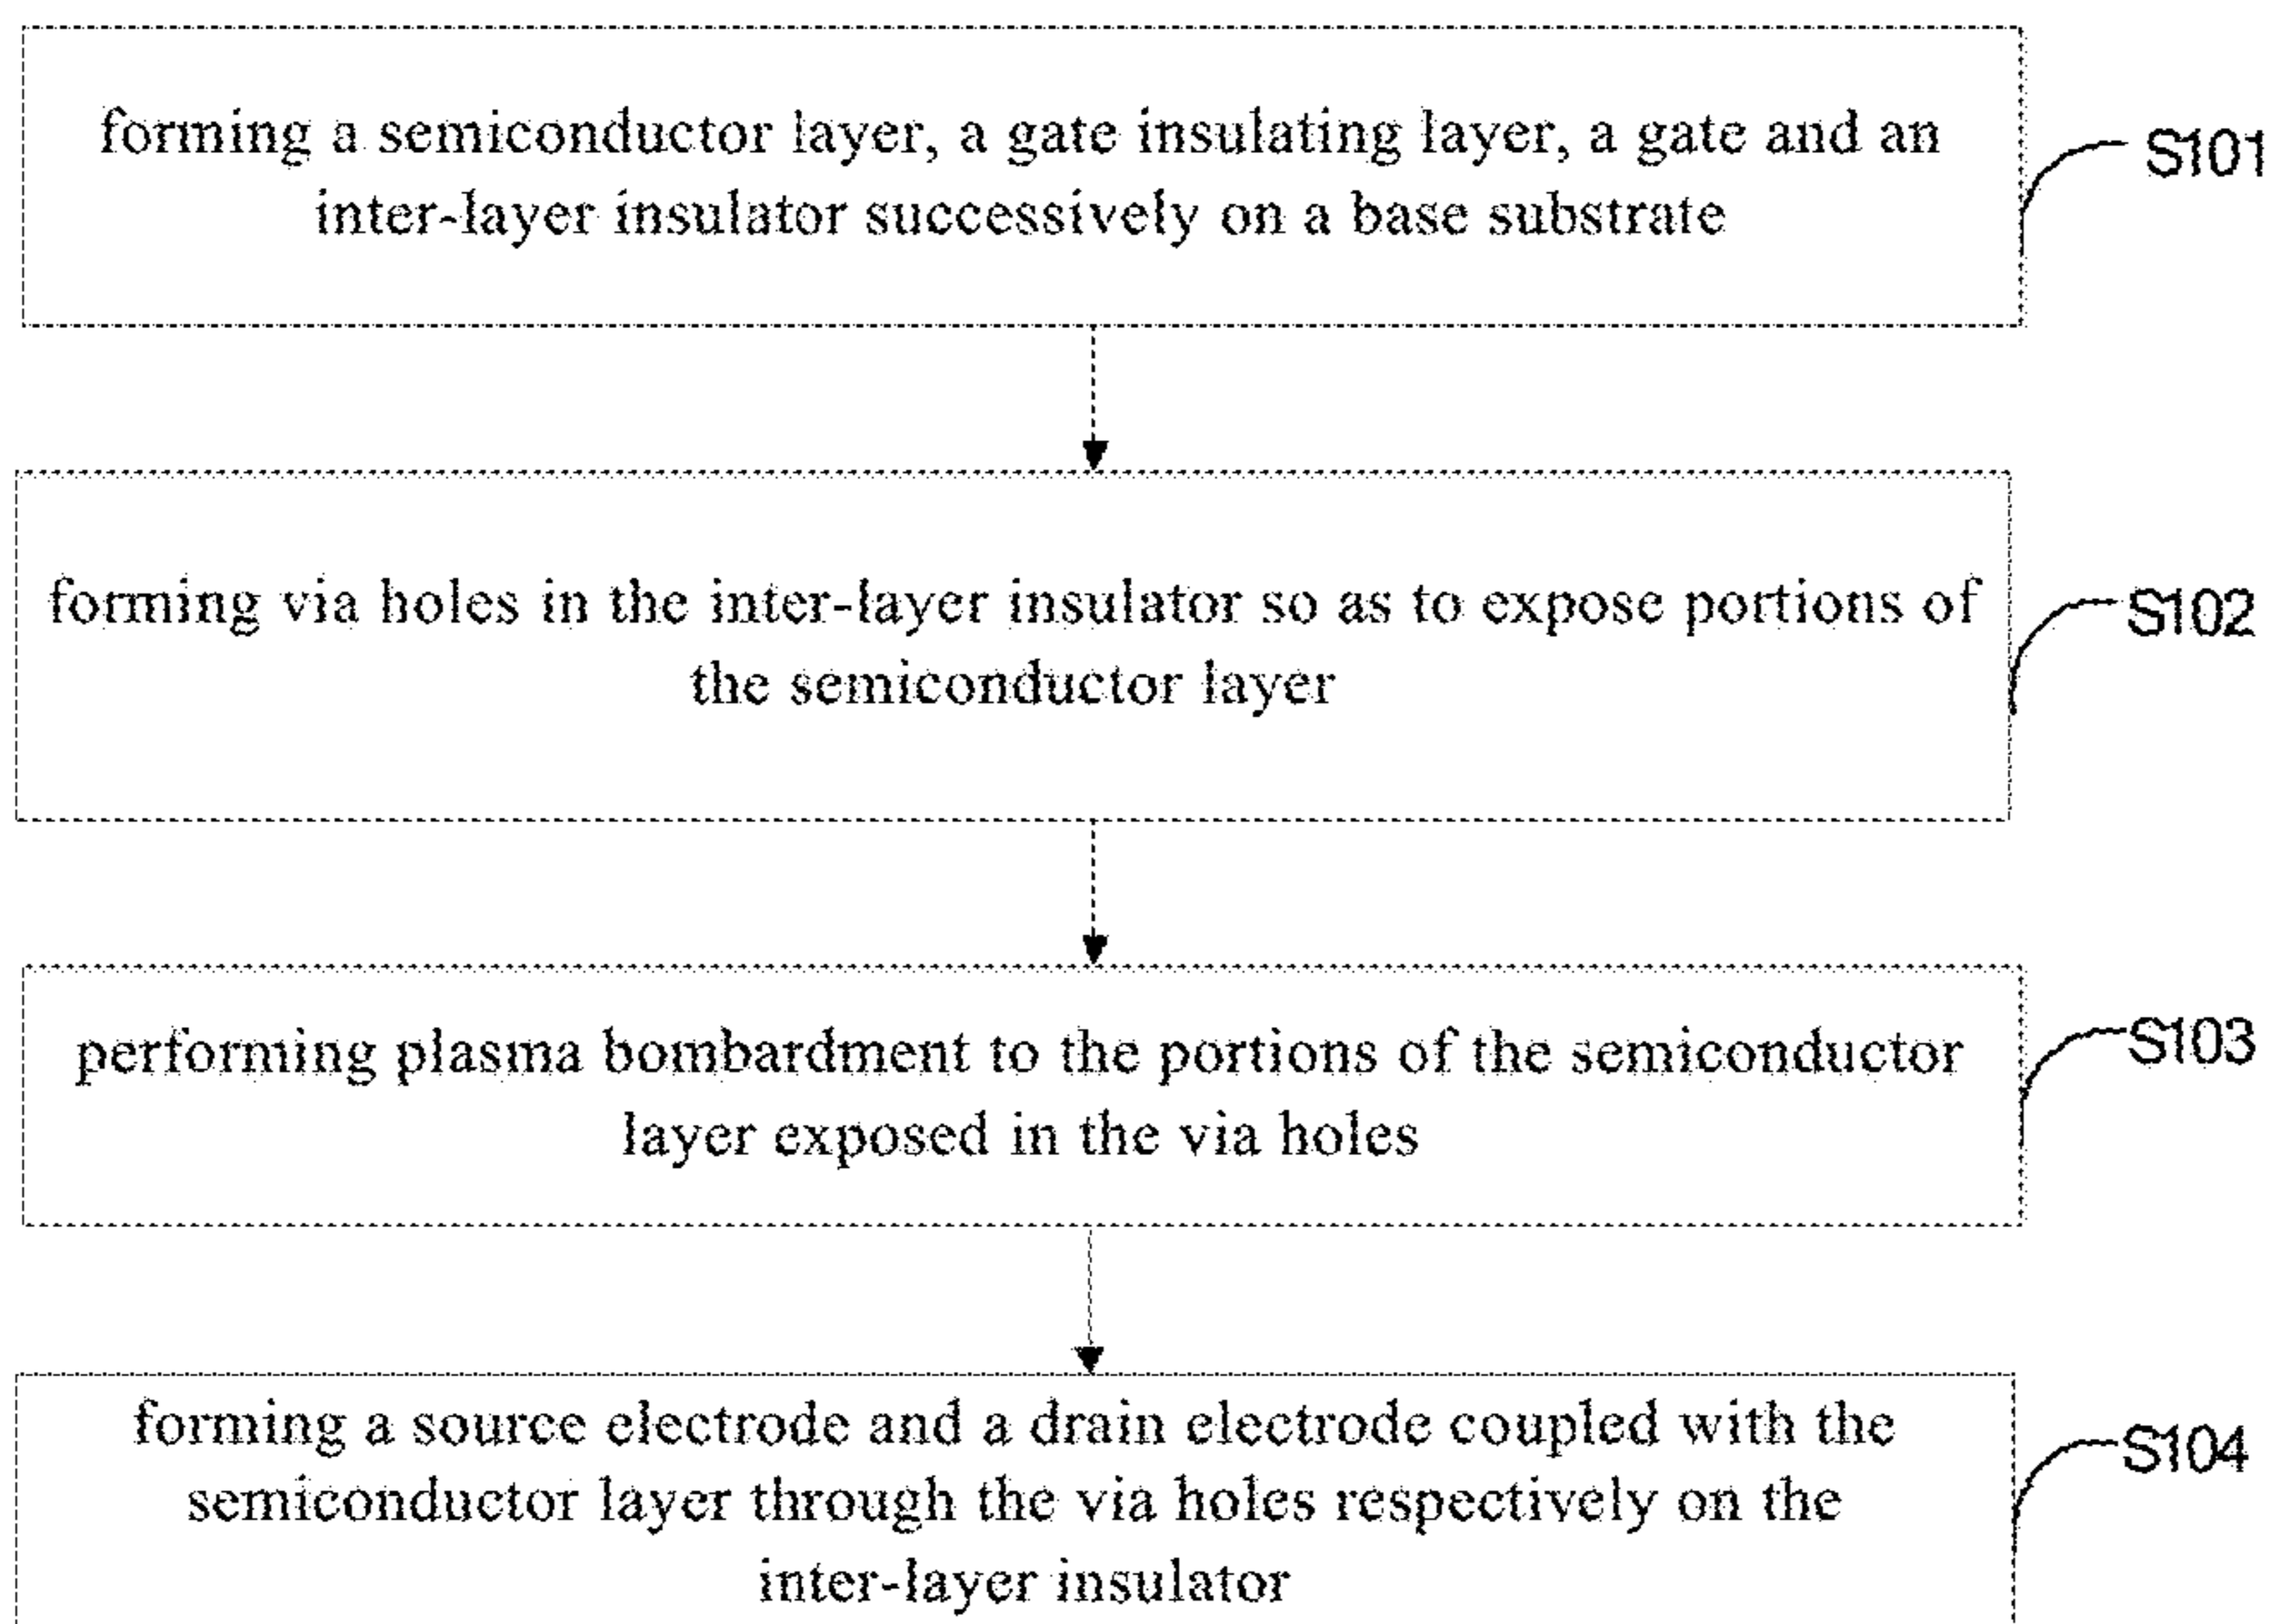 forming a semiconductor layer, a gate insulating layer, a gate and an
inter-layer insulator successively on a base substrate
S101
forming via holes in the inter-layer insulator so as to expose portions of
the semiconductor layer
S102
performing plasma bombardment to the portions of the semiconductor
layer exposed in the via holes
S103
forming a source electrode and a drain electrode coupled with the
semiconductor layer through the via holes respectively on the
inter-layer insulator
S104